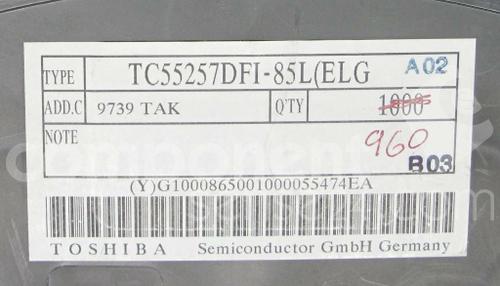 TYPE TC55257DFI-85L(ELG A02
ADD.C 9739 TAK Q'TY 1000
NOTE 960
B03
(Y)G1000865001000055474EA
TOSHIBA Semiconductor GmbH Germany